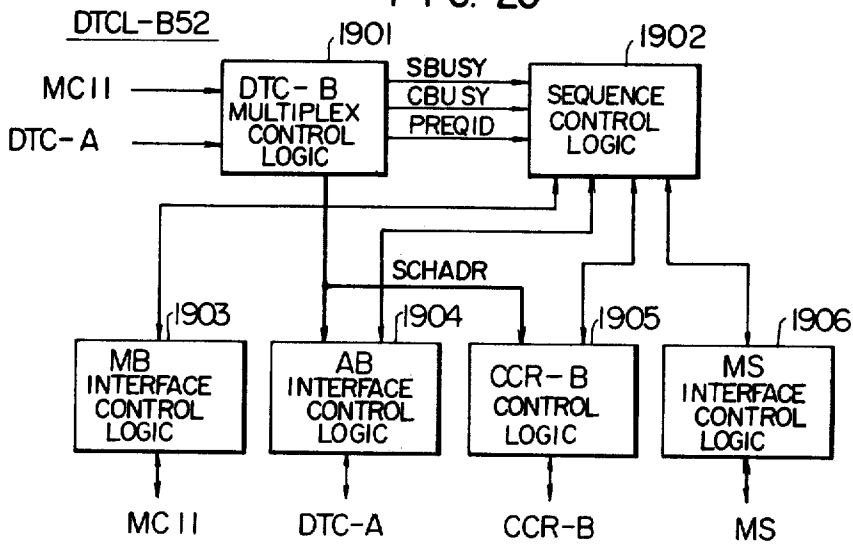 FIG. 20
DTCL-B52
1901
1902
MC11
DTC-A
DTC-B
MULTIPLEX
CONTROL
LOGIC
SBUSY
CBUSY
PREQID
SEQUENCE
CONTROL
LOGIC
SCHADR
1903
1904
1905
1906
MB
INTERFACE
CONTROL
LOGIC
AB
INTERFACE
CONTROL
LOGIC
CCR-B
CONTROL
LOGIC
MS
INTERFACE
CONTROL
LOGIC
MC11
DTC-A
CCR-B
MS